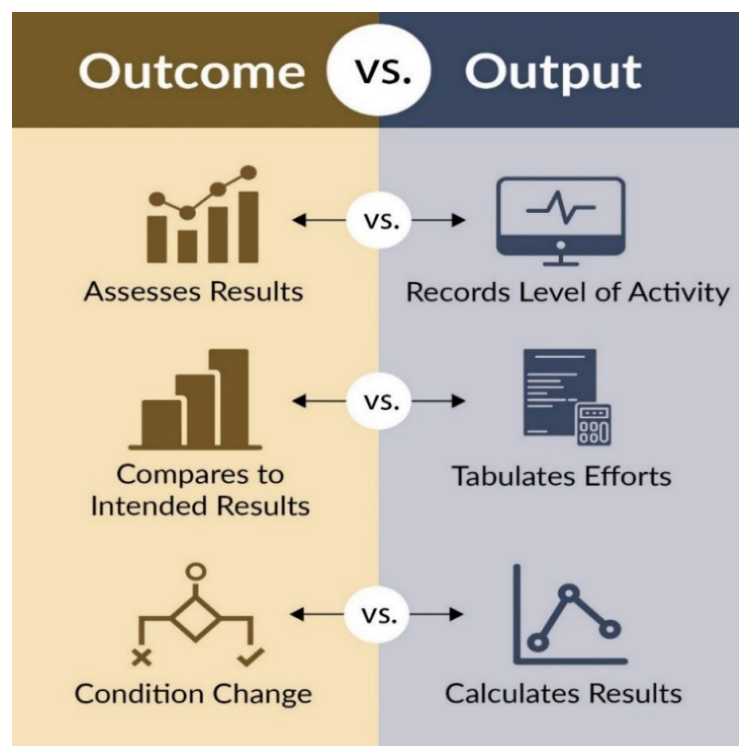 Outcome vs. Output
vs.
Assesses Results
Records Level of Activity
vs.
Compares to
Intended Results
Tabulates Efforts
vs.
Condition Change
Calculates Results